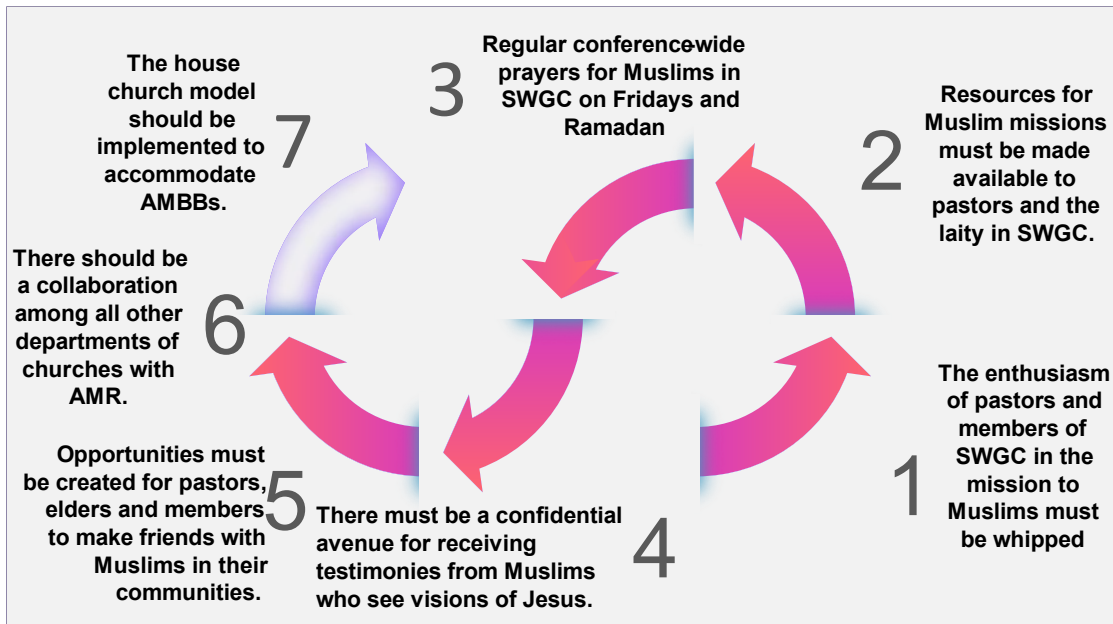 1
The enthusiasm
of pastors and
members of
SWGC in the
mission to
Muslims must
be whipped
2
Resources for
Muslim missions
must be made
available to
pastors and the
laity in SWGC.
3
Regular conference-wide
prayers for Muslims in
SWGC on Fridays and
Ramadan
4
There must be a confidential
avenue for receiving
testimonies from Muslims
who see visions of Jesus.
5
Opportunities must
be created for pastors,
elders and members
to make friends with
Muslims in their
communities.
6
There should be
a collaboration
among all other
departments of
churches with
AMR.
7
The house
church model
should be
implemented to
accommodate
AMBBs.